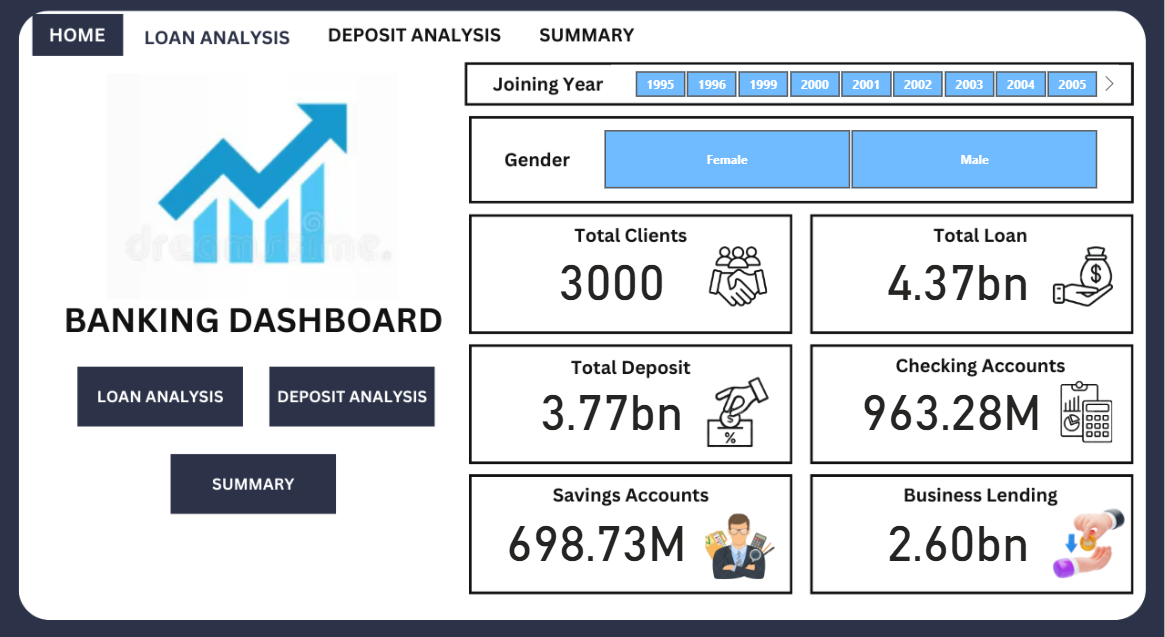 HOME
LOAN ANALYSIS
DEPOSIT ANALYSIS
SUMMARY
Joining Year
1995
1996
1999
2000
2001
2002
2003
2004
2005
Gender
Female
Male
dreamstime.
BANKING DASHBOARD
LOAN ANALYSIS
DEPOSIT ANALYSIS
SUMMARY
Total Clients
3000
Total Loan
4.37bn
$
Total Deposit
3.77bn
$
%
Checking Accounts
963.28M
Savings Accounts
698.73M
Business Lending
2.60bn